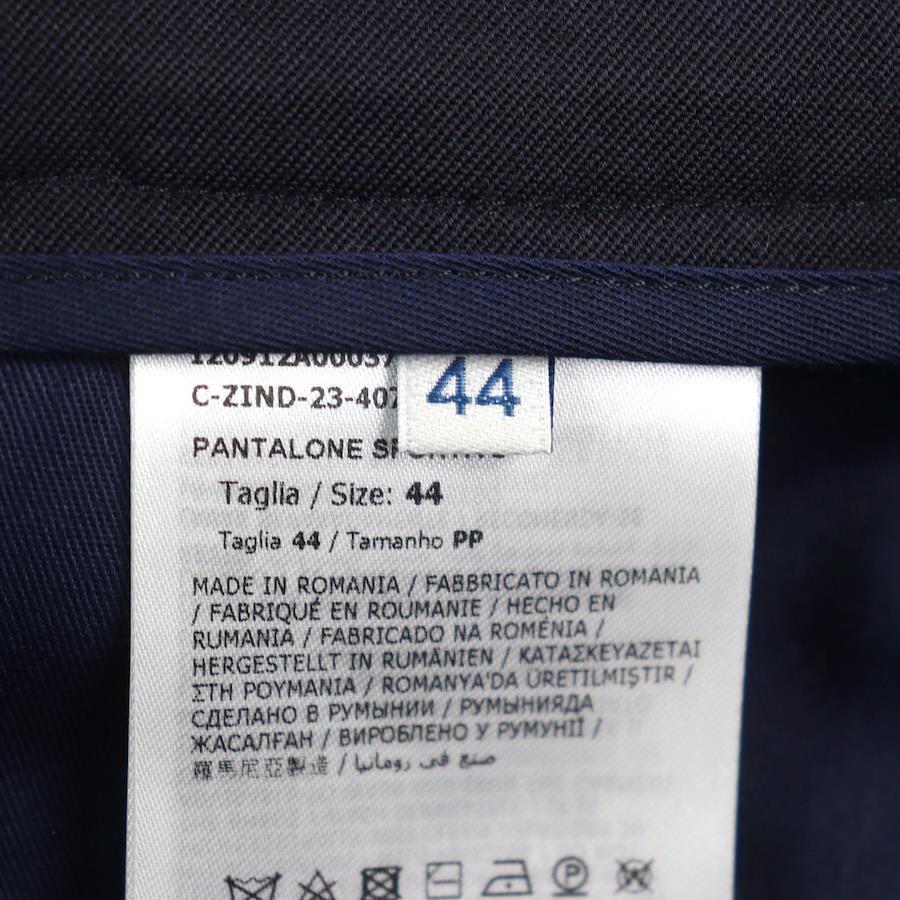 120912A00037
C-ZIND-23-407
44
PANTALONE
Taglia / Size: 44
Taglia 44 / Tamanho PP
MADE IN ROMANIA / FABBRICATO IN ROMANIA
/ FABRIQUÉ EN ROUMANIE / HECHO EN
RUMANIA / FABRICADO NA ROMÉNIA /
HERGESTELLT IN RUMÄNIEN / ΚΑΤΑΣΚΕΥΑΖΕΤΑΙ
ΣΤΗ ΡΟΥΜΑΝΙΑ / ROMANYA'DA ÜRETILMIŞTIR /
СДЕЛАНО В РУМЫНИИ / РУМЫНИЯДА
ЖАСАЛҒАН / ВИРОБЛЕНО У РУМУНІЇ /
羅馬尼亞製造 / صنع في رومانيا